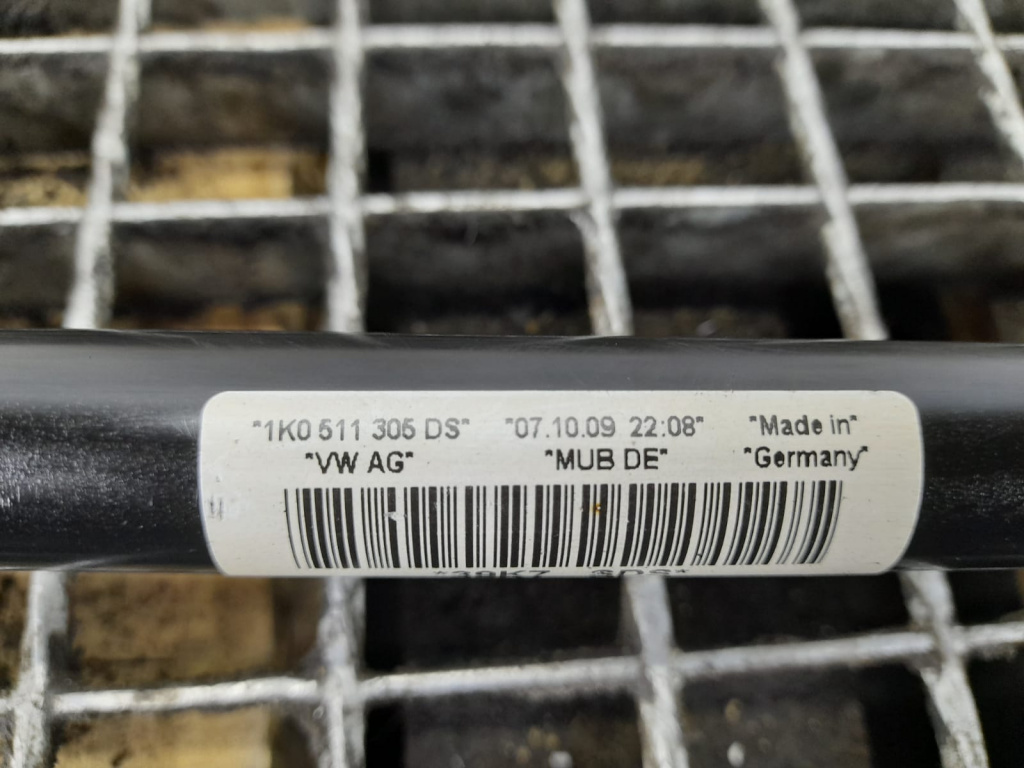 "1K0 511 305 DS" "07.10.09 22:08" "Made in"
"VW AG" "MUB DE" "Germany"